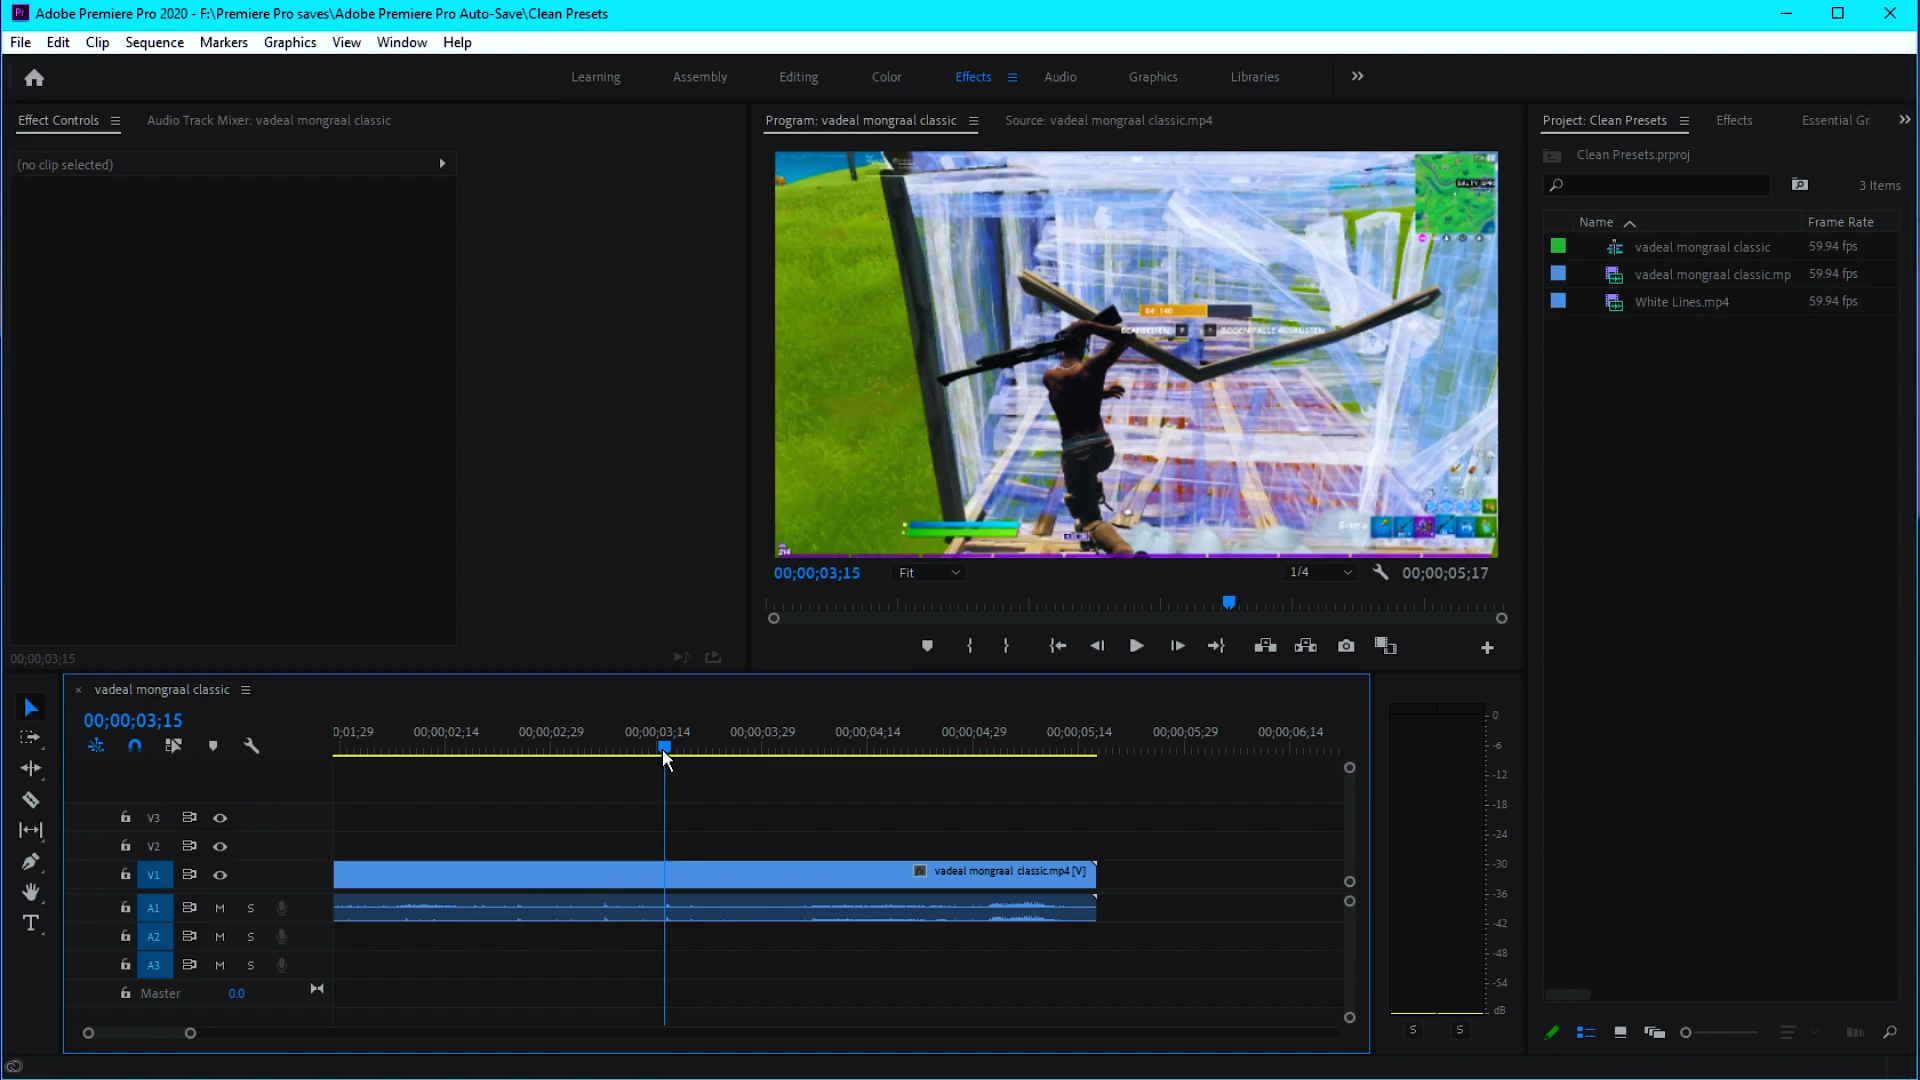 Adobe Premiere Pro 2020 - F:\Premiere Pro saves\Adobe Premiere Pro Auto-Save\Clean Presets
File Edit Clip Sequence Markers Graphics View Window Help
Learning Assembly Editing Color Effects Audio Graphics Libraries
Effect Controls Audio Track Mixer: vadeal mongraal classic
Program: vadeal mongraal classic Source: vadeal mongraal classic.mp4
Project: Clean Presets Effects Essential Gr
(no clip selected)
Clean Presets.prproj
3 Items
Name Frame Rate
vadeal mongraal classic 59.94 fps
vadeal mongraal classic.mp 59.94 fps
White Lines.mp4 59.94 fps
84 140
BEARBEITEN
00;00;03;15 Fit 1/4 00;00;05;17
00;00;03;15
vadeal mongraal classic
00;00;03;15
0;01;29 00;00;02;14 00;00;02;29 00;00;03;14 00;00;03;29 00;00;04;14 00;00;04;29 00;00;05;14 00;00;05;29 00;00;06;14
V3
V2
V1 fx vadeal mongraal classic.mp4 [V]
A1 M S
A2 M S
A3 M S
Master 0.0
0
-6
-12
-18
-24
-30
-36
-42
-48
-54
dB
S S